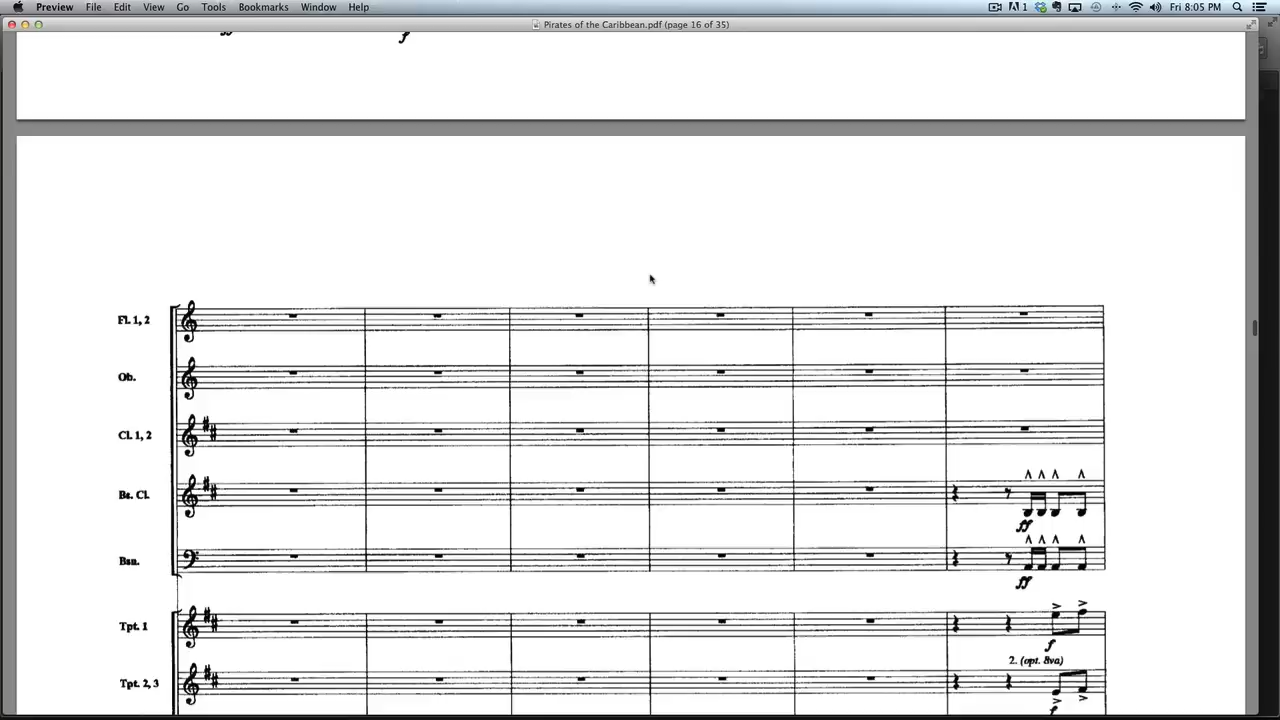 Preview File Edit View Go Tools Bookmarks Window Help 1 Fri 8:05 PM
Pirates of the Caribbean.pdf (page 16 of 35)
ff f
Fl. 1, 2
Ob.
Cl. 1, 2
Bs. Cl.
ff
Bsn.
ff
Tpt. 1
f
2. (opt. 8va)
Tpt. 2, 3
f